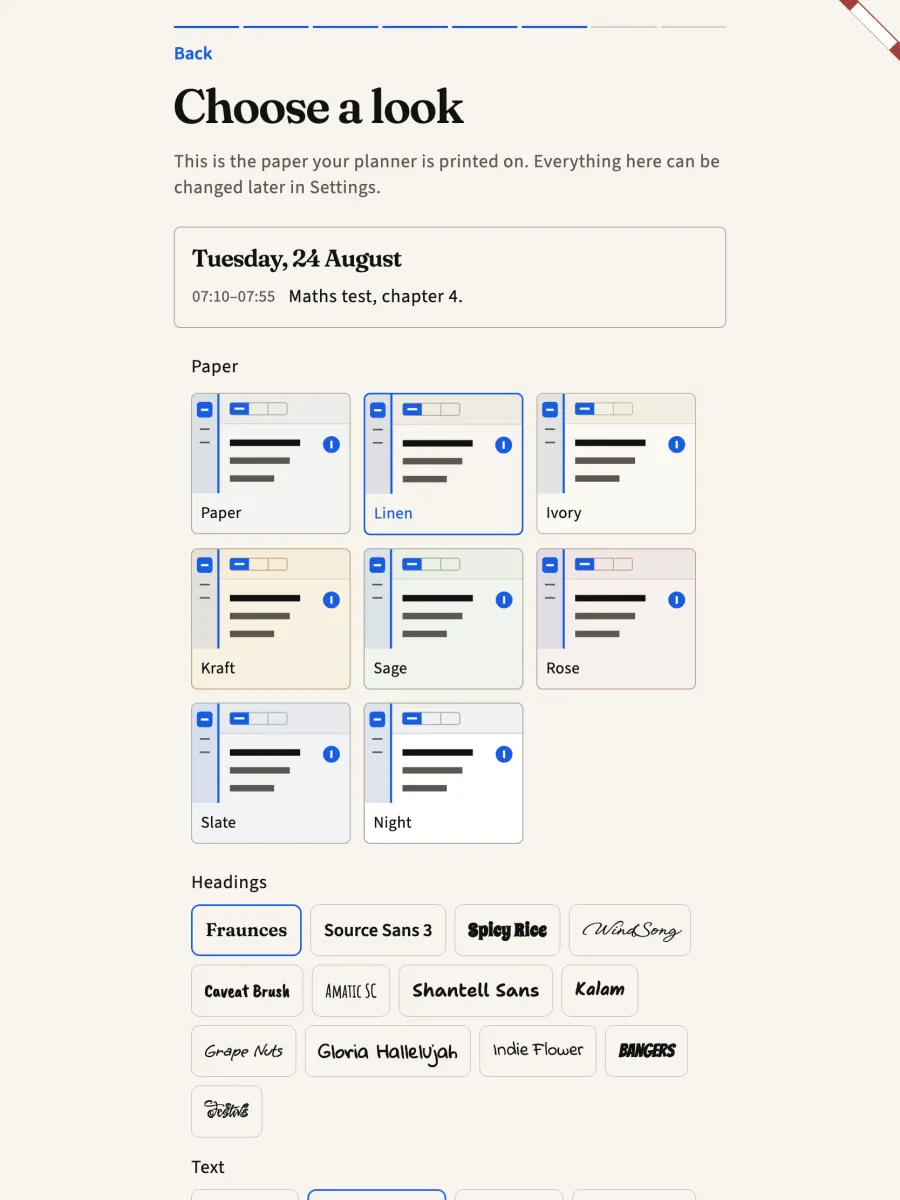 Back
Choose a look
This is the paper your planner is printed on. Everything here can be
changed later in Settings.
Tuesday, 24 August
07:10–07:55 Maths test, chapter 4.
Paper
Paper
Linen
Ivory
Kraft
Sage
Rose
Slate
Night
Headings
Fraunces
Source Sans 3
Spicy Rice
WindSong
Caveat Brush
Amatic SC
Shantell Sans
Kalam
Grape Nuts
Gloria Hallelujah
Indie Flower
BANGERS
Festive
Text